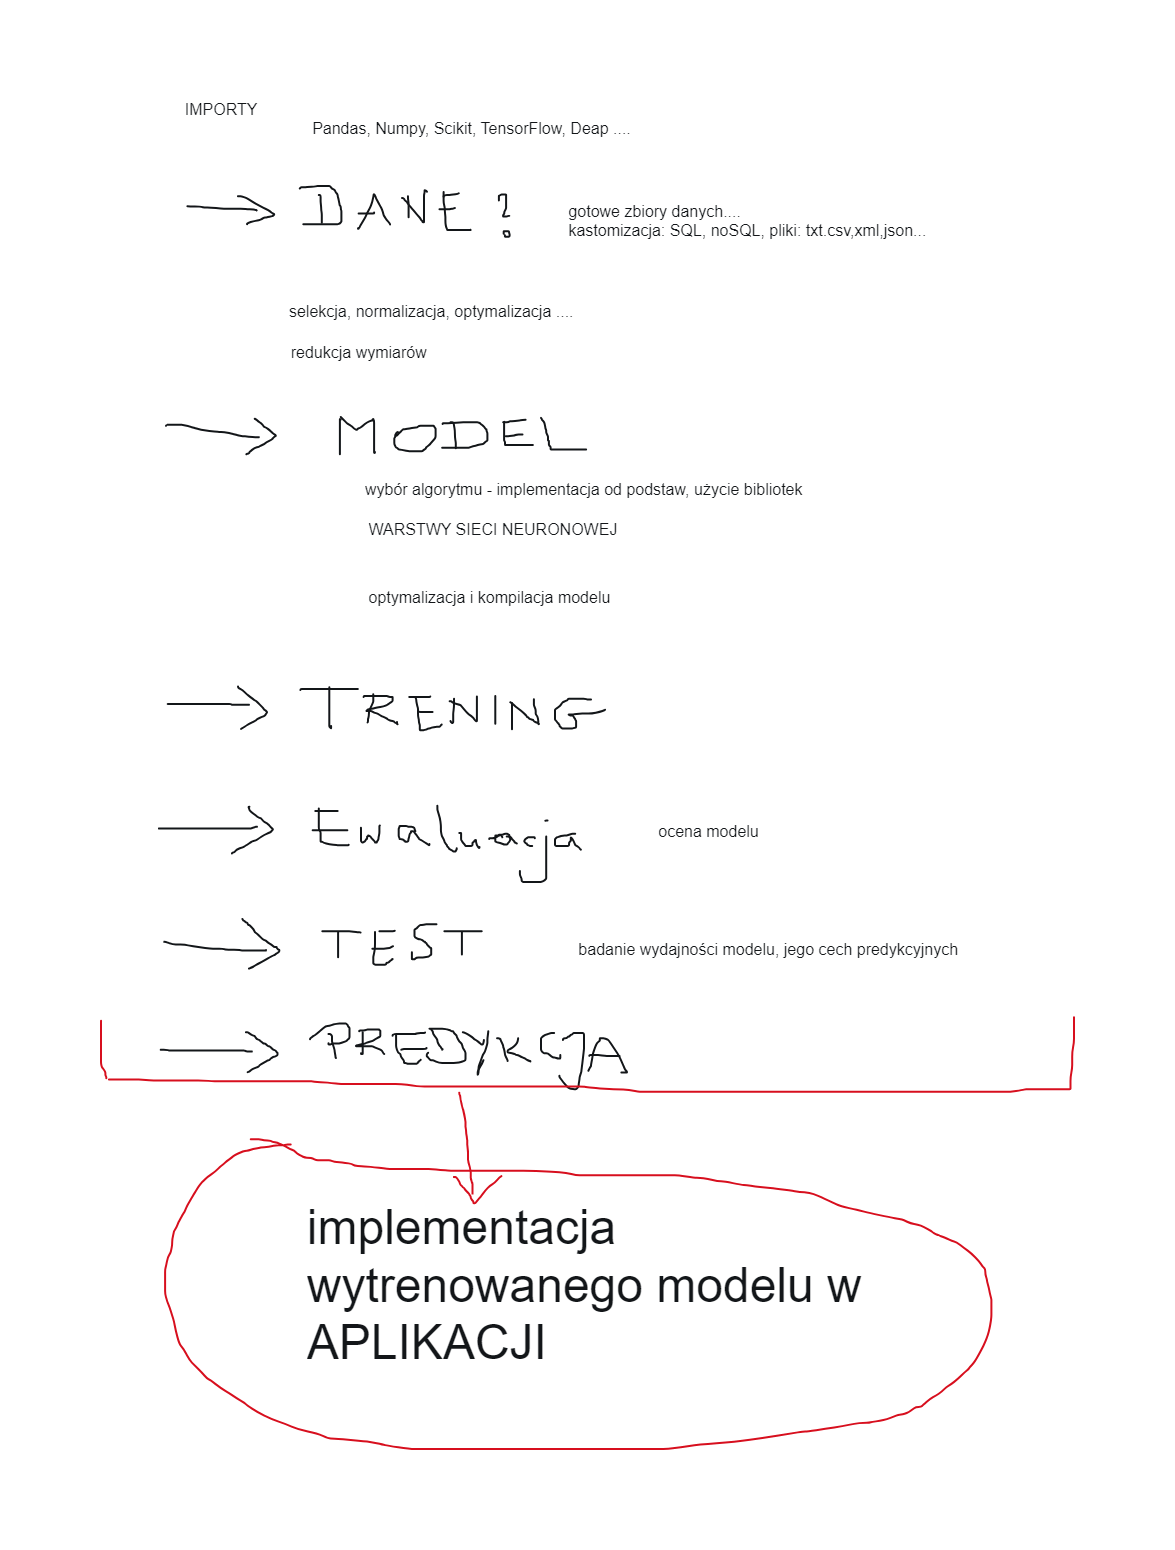 IMPORTY
Pandas, Numpy, Scikit, TensorFlow, Deap ....
DANE?
gotowe zbiory danych....
kastomizacja: SQL, noSQL, pliki: txt.csv,xml,json...
selekcja, normalizacja, optymalizacja ....
redukcja wymiarów
MODEL
wybór algorytmu - implementacja od podstaw, użycie bibliotek
WARSTWY SIECI NEURONOWEJ
optymalizacja i kompilacja modelu
TRENING
Ewaluacja
ocena modelu
TEST
badanie wydajności modelu, jego cech predykcyjnych
PREDYKCJA
implementacja
wytrenowanego modelu w
APLIKACJI